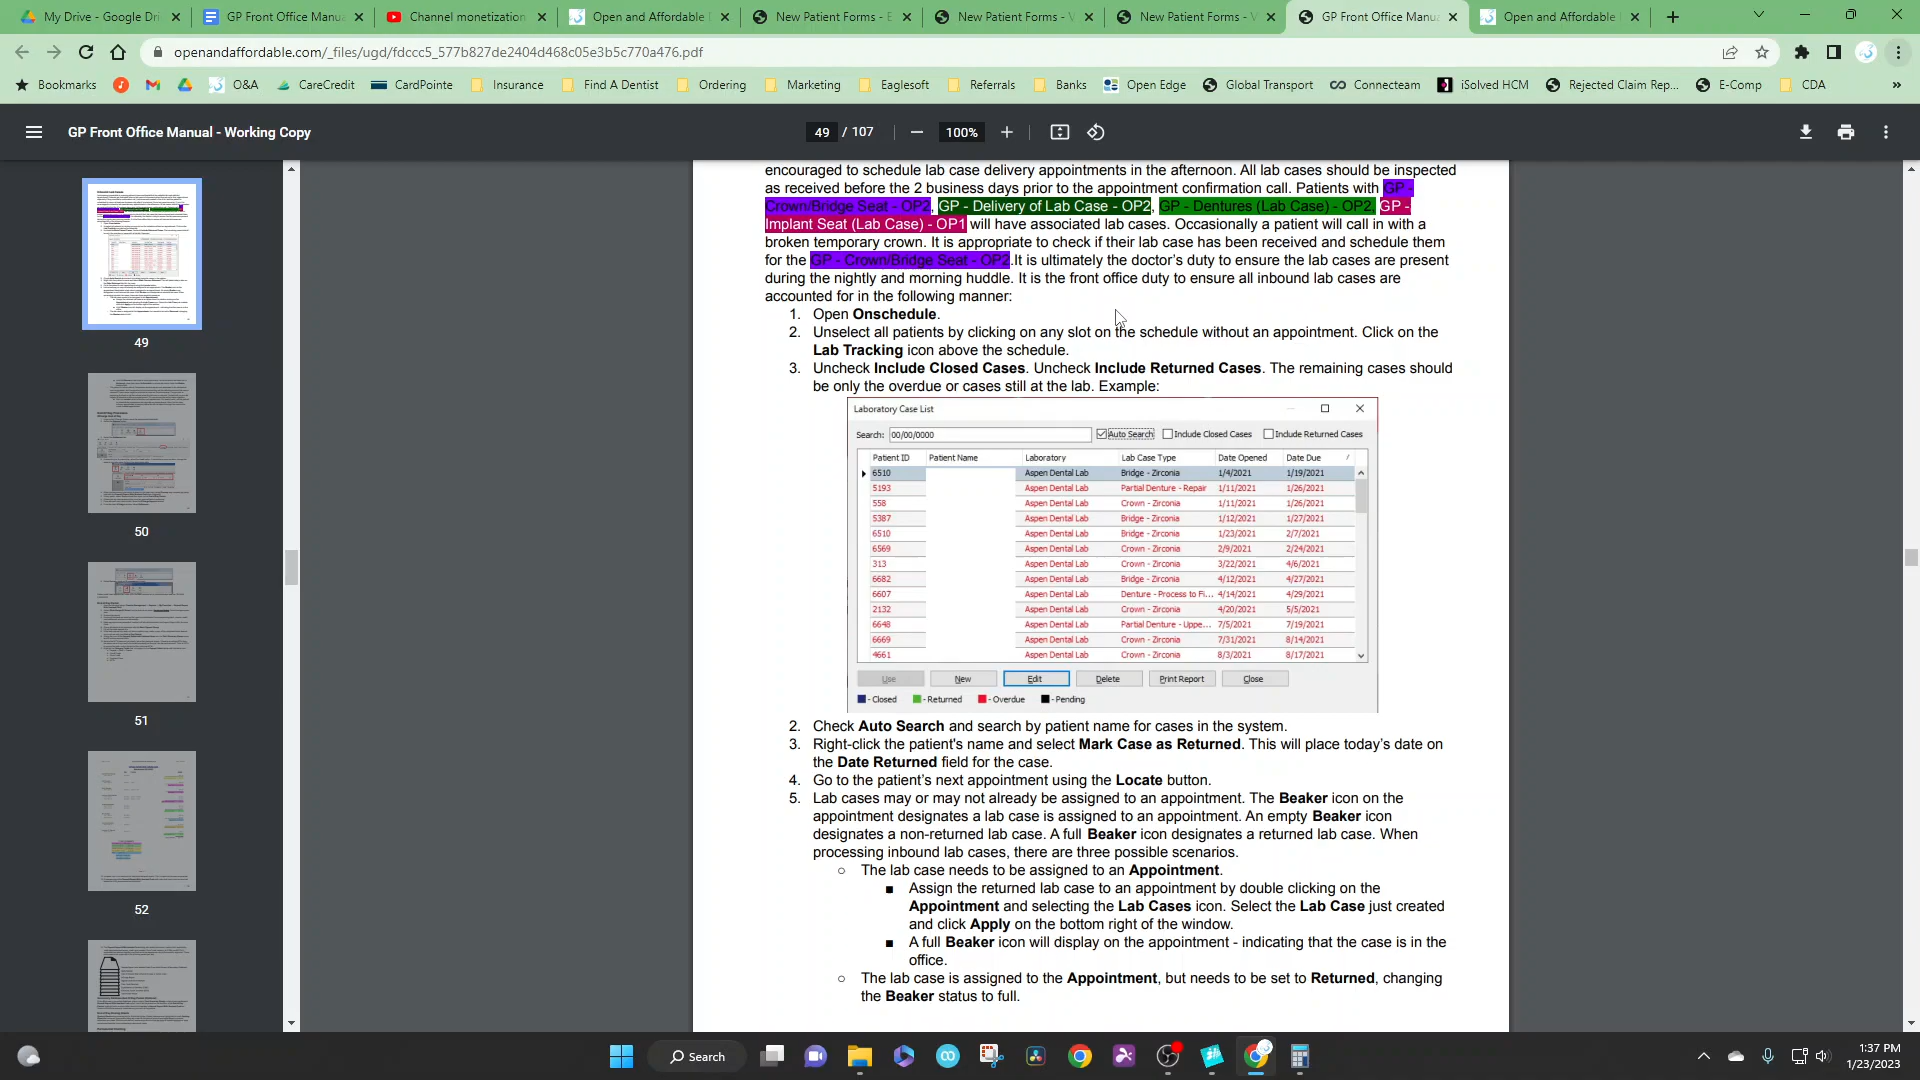 My Drive - Google Dri
GP Front Office Manua
Channel monetization
Open and Affordable
New Patient Forms - E
New Patient Forms - V
New Patient Forms - V
GP Front Office Manua
Open and Affordable
openandaffordable.com/_files/ugd/fdccc5_577b827de2404d468c05e3b5c770a476.pdf
Bookmarks
O&A
CareCredit
CardPointe
Insurance
Find A Dentist
Ordering
Marketing
Eaglesoft
Referrals
Banks
Open Edge
Global Transport
Connecteam
iSolved HCM
Rejected Claim Rep...
E-Comp
CDA
»
GP Front Office Manual - Working Copy
49 / 107
100%
49
50
51
52
encouraged to schedule lab case delivery appointments in the afternoon. All lab cases should be inspected
as received before the 2 business days prior to the appointment confirmation call. Patients with GP -
Crown/Bridge Seat - OP2, GP - Delivery of Lab Case - OP2, GP - Dentures (Lab Case) - OP2, GP -
Implant Seat (Lab Case) - OP1 will have associated lab cases. Occasionally a patient will call in with a
broken temporary crown. It is appropriate to check if their lab case has been received and schedule them
for the GP - Crown/Bridge Seat - OP2.It is ultimately the doctor's duty to ensure the lab cases are present
during the nightly and morning huddle. It is the front office duty to ensure all inbound lab cases are
accounted for in the following manner:
1. Open Onschedule.
2. Unselect all patients by clicking on any slot on the schedule without an appointment. Click on the
Lab Tracking icon above the schedule.
3. Uncheck Include Closed Cases. Uncheck Include Returned Cases. The remaining cases should
be only the overdue or cases still at the lab. Example:
Laboratory Case List
Search: 00/00/0000 Auto Search Include Closed Cases Include Returned Cases
Patient ID Patient Name Laboratory Lab Case Type Date Opened Date Due /
6510 Aspen Dental Lab Bridge - Zirconia 1/4/2021 1/19/2021
5193 Aspen Dental Lab Partial Denture - Repair 1/11/2021 1/26/2021
558 Aspen Dental Lab Crown - Zirconia 1/11/2021 1/26/2021
5387 Aspen Dental Lab Bridge - Zirconia 1/12/2021 1/27/2021
6510 Aspen Dental Lab Bridge - Zirconia 1/23/2021 2/7/2021
6569 Aspen Dental Lab Crown - Zirconia 2/9/2021 2/24/2021
313 Aspen Dental Lab Crown - Zirconia 3/22/2021 4/6/2021
6682 Aspen Dental Lab Bridge - Zirconia 4/12/2021 4/27/2021
6607 Aspen Dental Lab Denture - Process to Fi... 4/14/2021 4/29/2021
2132 Aspen Dental Lab Crown - Zirconia 4/20/2021 5/5/2021
6648 Aspen Dental Lab Partial Denture - Uppe... 7/5/2021 7/19/2021
6669 Aspen Dental Lab Crown - Zirconia 7/31/2021 8/14/2021
4661 Aspen Dental Lab Crown - Zirconia 8/3/2021 8/17/2021
Use New Edit Delete Print Report Close
- Closed - Returned - Overdue - Pending
2. Check Auto Search and search by patient name for cases in the system.
3. Right-click the patient's name and select Mark Case as Returned. This will place today's date on
the Date Returned field for the case.
4. Go to the patient's next appointment using the Locate button.
5. Lab cases may or may not already be assigned to an appointment. The Beaker icon on the
appointment designates a lab case is assigned to an appointment. An empty Beaker icon
designates a non-returned lab case. A full Beaker icon designates a returned lab case. When
processing inbound lab cases, there are three possible scenarios.
○ The lab case needs to be assigned to an Appointment.
■ Assign the returned lab case to an appointment by double clicking on the
Appointment and selecting the Lab Cases icon. Select the Lab Case just created
and click Apply on the bottom right of the window.
■ A full Beaker icon will display on the appointment - indicating that the case is in the
office.
○ The lab case is assigned to the Appointment, but needs to be set to Returned, changing
the Beaker status to full.
Search
1:37 PM
1/23/2023